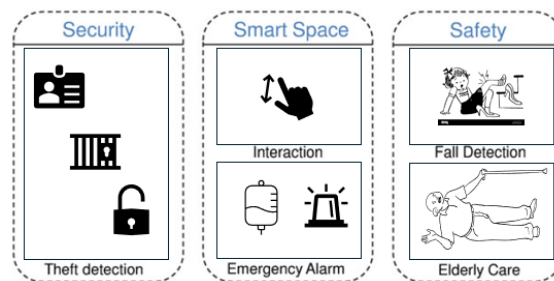 Security
Smart Space
Safety
Interaction
Fall Detection
Theft detection
Emergency Alarm
Elderly Care